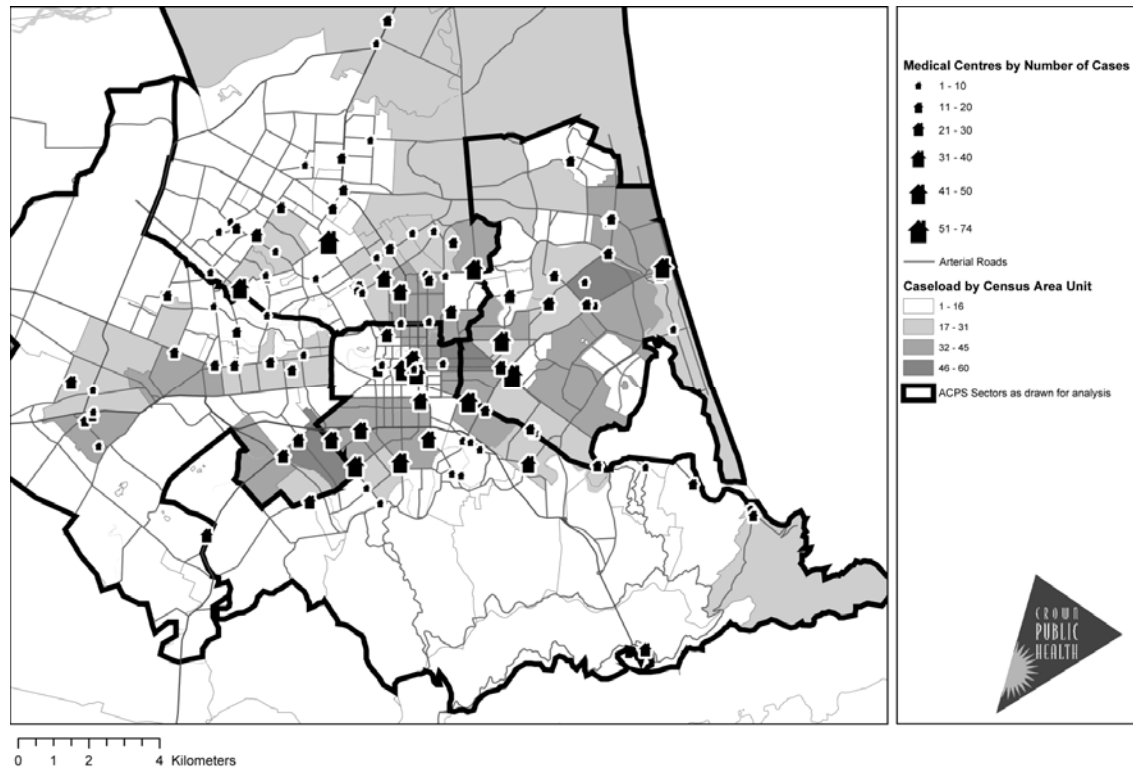 Medical Centres by Number of Cases
1 - 10
11 - 20
21 - 30
31 - 40
41 - 50
51 - 74
Arterial Roads
Caseload by Census Area Unit
1 - 16
17 - 31
32 - 45
46 - 60
ACPS Sectors as drawn for analysis
CROWN
PUBLIC
HEALTH
0 1 2 4 Kilometers